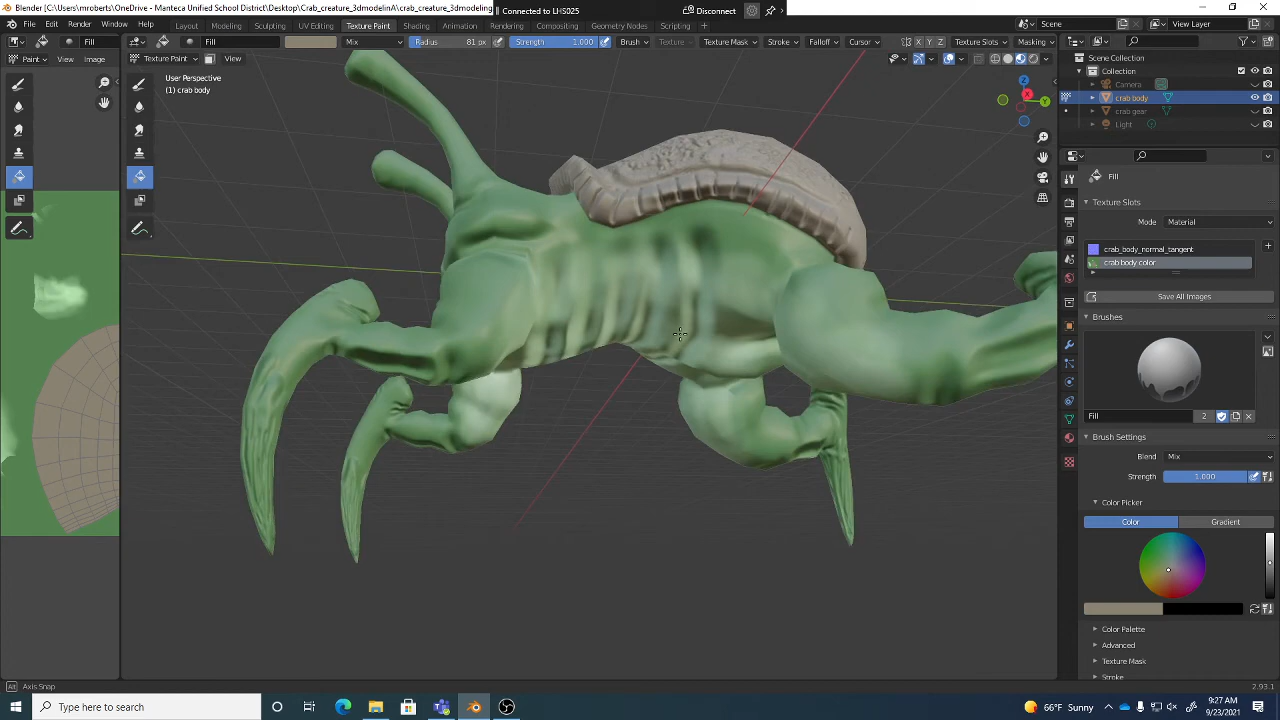 Blender [C:\Users\mroberts\OneDrive - Manteca Unified School District\Desktop\Crab_creature_3dmodelinA\crab_creature_3dmodeling
Connected to LHS025
Disconnect
File Edit Render Window Help
Layout Modeling Sculpting UV Editing Texture Paint Shading Animation Rendering Compositing Geometry Nodes Scripting +
Scene
View Layer
Fill
Fill
Mix
Radius 81 px
Strength 1.000
Brush
Texture
Texture Mask
Stroke
Falloff
Cursor
X Y Z
Texture Slots
Masking
Paint
Texture Paint
View
User Perspective
(1) crab body
Z
X
Y
Scene Collection
Collection
Camera
crab body
crab gear
Light
Fill
Texture Slots
Mode Material
crab_body_normal_tangent
crab body color
Save All Images
Brushes
Fill 2
Brush Settings
Blend Mix
Strength 1.000
Color Picker
Color Gradient
Color Palette
Advanced
Texture Mask
Stroke
Alt Axis Snap
2.93.1
Type here to search
66°F Sunny
9:27 AM
9/23/2021